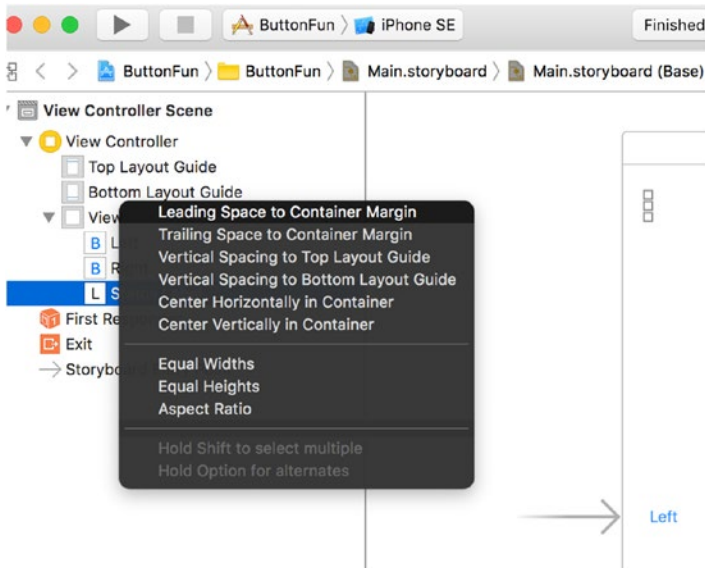 ButtonFun 〉 iPhone SE
Finished
ButtonFun 〉 ButtonFun 〉 Main.storyboard 〉 Main.storyboard (Base)
View Controller Scene
View Controller
Top Layout Guide
Bottom Layout Guide
View
Leading Space to Container Margin
Trailing Space to Container Margin
B L
Vertical Spacing to Top Layout Guide
B R
Vertical Spacing to Bottom Layout Guide
L S
Center Horizontally in Container
First Re
Center Vertically in Container
Exit
Equal Widths
Storyb
Equal Heights
Aspect Ratio
Hold Shift to select multiple
Hold Option for alternates
Left